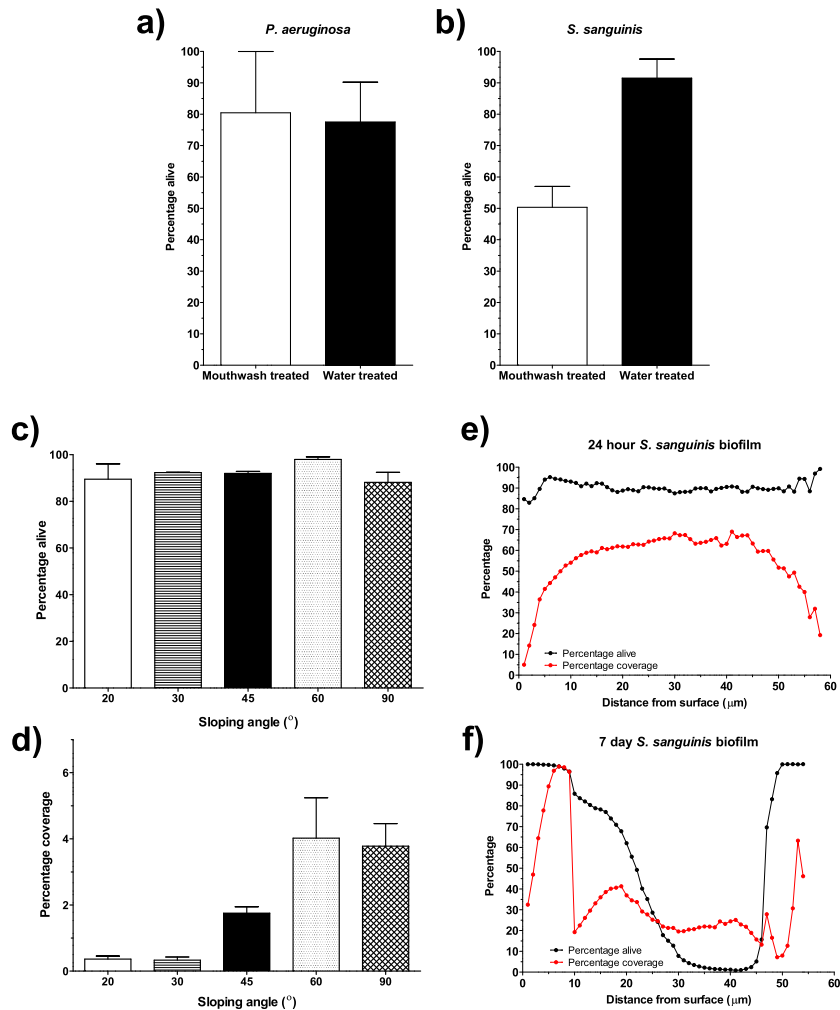 a)
P. aeruginosa
100
90
80
70
60
50
40
30
20
10
0
Percentage alive
Mouthwash treated
Water treated
b)
S. sanguinis
100
90
80
70
60
50
40
30
20
10
0
Percentage alive
Mouthwash treated
Water treated
c)
100
80
60
40
20
0
Percentage alive
20
30
45
60
90
Sloping angle (°)
d)
6
4
2
0
Percentage coverage
20
30
45
60
90
Sloping angle (°)
e)
24 hour S. sanguinis biofilm
100
90
80
70
60
50
40
30
20
10
0
Percentage
Percentage alive
Percentage coverage
0
10
20
30
40
50
60
Distance from surface (μm)
f)
7 day S. sanguinis biofilm
100
90
80
70
60
50
40
30
20
10
0
Percentage
Percentage alive
Percentage coverage
0
10
20
30
40
50
60
Distance from surface (μm)